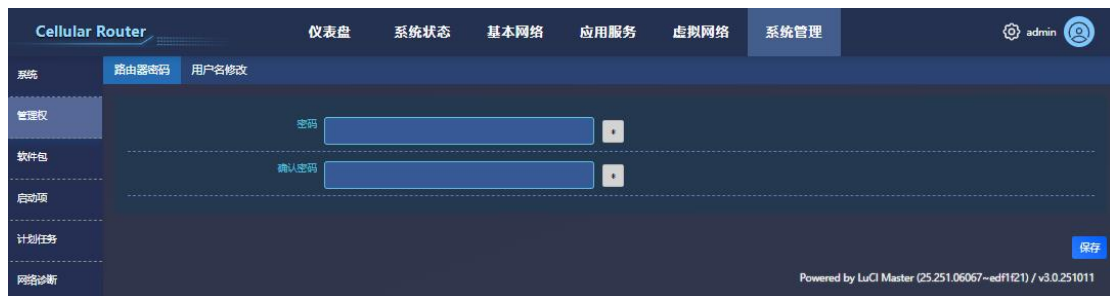 Cellular Router 仪表盘 系统状态 基本网络 应用服务 虚拟网络 系统管理 admin
系统 路由器密码 用户名修改
管理权
密码
软件包
确认密码
启动项
计划任务
保存
网络诊断
Powered by LuCI Master (25.251.06067~edf1f21) / v3.0.251011